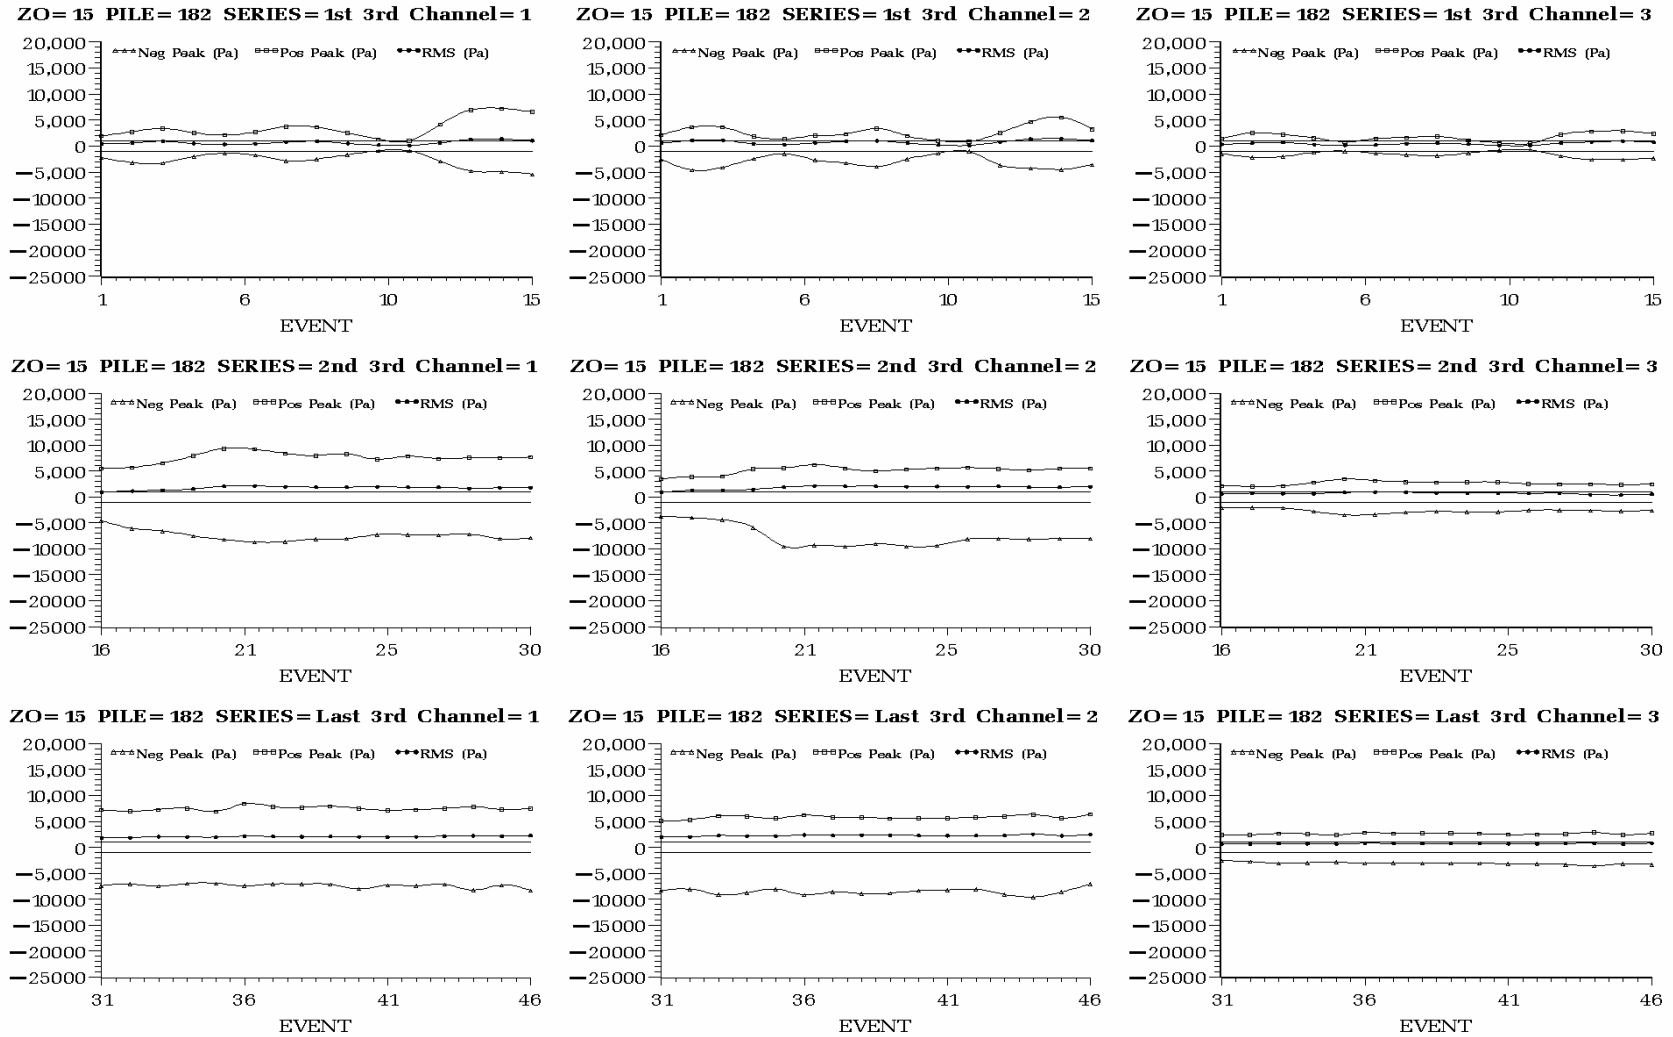 ZO=15 PILE=182 SERIES=1st 3rd Channel=1
Neg Peak (Pa) Pos Peak (Pa) RMS (Pa)
20,000
15,000
10,000
5,000
0
−5,000
−10000
−15000
−20000
−25000
1 6 10 15
EVENT
ZO=15 PILE=182 SERIES=1st 3rd Channel=2
Neg Peak (Pa) Pos Peak (Pa) RMS (Pa)
20,000
15,000
10,000
5,000
0
−5,000
−10000
−15000
−20000
−25000
1 6 10 15
EVENT
ZO=15 PILE=182 SERIES=1st 3rd Channel=3
Neg Peak (Pa) Pos Peak (Pa) RMS (Pa)
20,000
15,000
10,000
5,000
0
−5,000
−10000
−15000
−20000
−25000
1 6 10 15
EVENT
ZO=15 PILE=182 SERIES=2nd 3rd Channel=1
Neg Peak (Pa) Pos Peak (Pa) RMS (Pa)
20,000
15,000
10,000
5,000
0
−5,000
−10000
−15000
−20000
−25000
16 21 25 30
EVENT
ZO=15 PILE=182 SERIES=2nd 3rd Channel=2
Neg Peak (Pa) Pos Peak (Pa) RMS (Pa)
20,000
15,000
10,000
5,000
0
−5,000
−10000
−15000
−20000
−25000
16 21 25 30
EVENT
ZO=15 PILE=182 SERIES=2nd 3rd Channel=3
Neg Peak (Pa) Pos Peak (Pa) RMS (Pa)
20,000
15,000
10,000
5,000
0
−5,000
−10000
−15000
−20000
−25000
16 21 25 30
EVENT
ZO=15 PILE=182 SERIES=Last 3rd Channel=1
Neg Peak (Pa) Pos Peak (Pa) RMS (Pa)
20,000
15,000
10,000
5,000
0
−5,000
−10000
−15000
−20000
−25000
31 36 41 46
EVENT
ZO=15 PILE=182 SERIES=Last 3rd Channel=2
Neg Peak (Pa) Pos Peak (Pa) RMS (Pa)
20,000
15,000
10,000
5,000
0
−5,000
−10000
−15000
−20000
−25000
31 36 41 46
EVENT
ZO=15 PILE=182 SERIES=Last 3rd Channel=3
Neg Peak (Pa) Pos Peak (Pa) RMS (Pa)
20,000
15,000
10,000
5,000
0
−5,000
−10000
−15000
−20000
−25000
31 36 41 46
EVENT